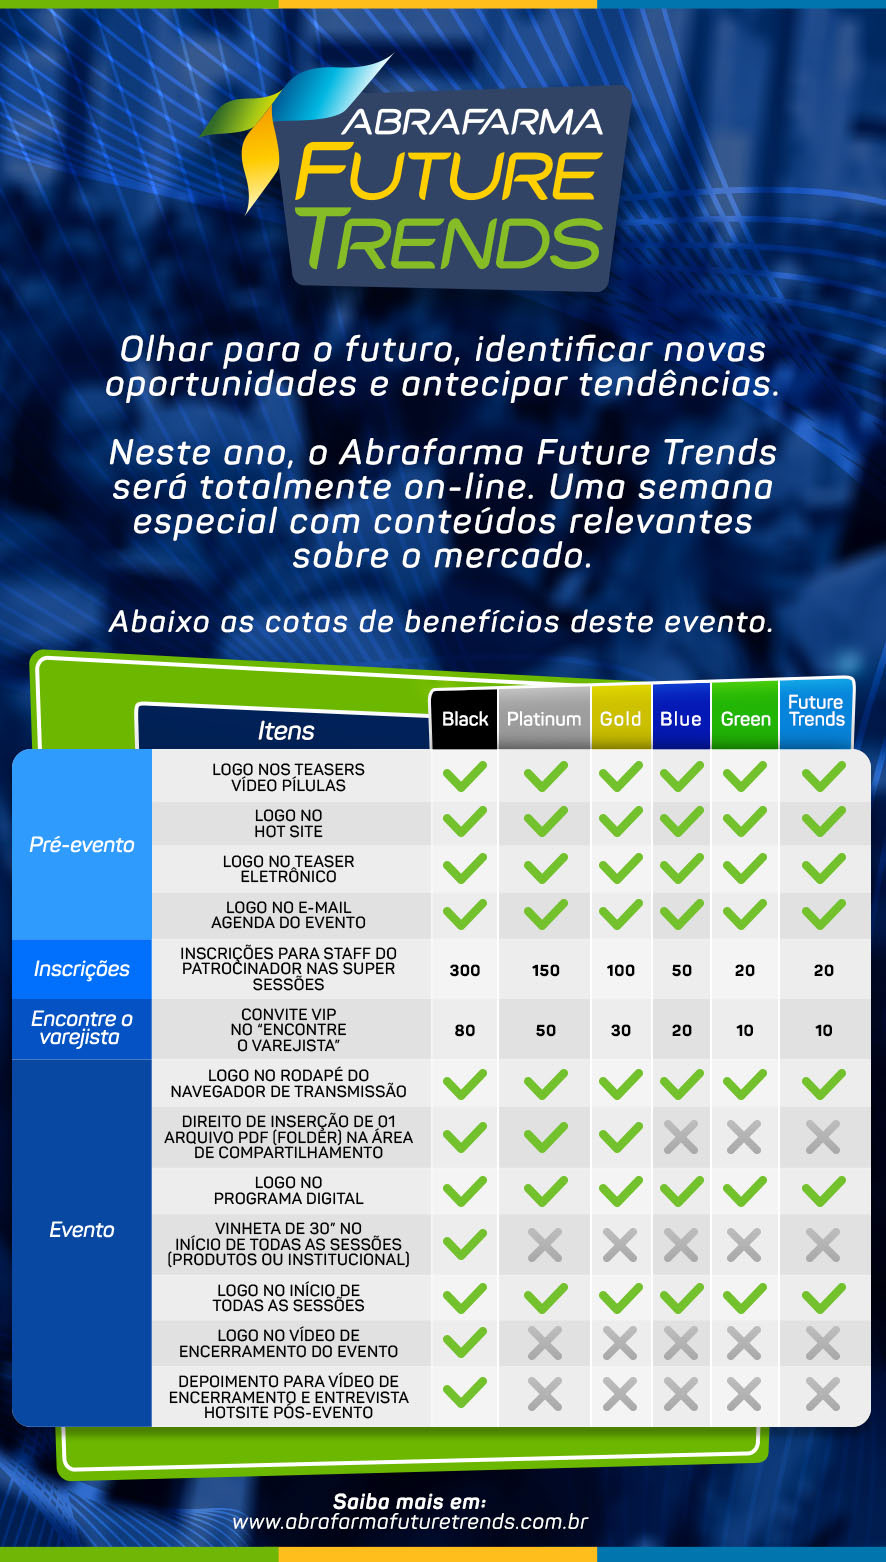 ABRAFARMA
FUTURE
TRENDS
Olhar para o futuro, identificar novas
oportunidades e antecipar tendências.
Neste ano, o Abrafarma Future Trends
será totalmente on-line. Uma semana
especial com conteúdos relevantes
sobre o mercado.
Abaixo as cotas de benefícios deste evento.
Itens
Black
Platinum
Gold
Blue
Green
Future
Trends
Pré-evento
LOGO NOS TEASERS
VÍDEO PÍLULAS
LOGO NO
HOT SITE
LOGO NO TEASER
ELETRÔNICO
LOGO NO E-MAIL
AGENDA DO EVENTO
Inscrições
INSCRIÇÕES PARA STAFF DO
PATROCINADOR NAS SUPER
SESSÕES
300 150 100 50 20 20
Encontre o
varejista
CONVITE VIP
NO “ENCONTRE
O VAREJISTA”
80 50 30 20 10 10
Evento
LOGO NO RODAPÉ DO
NAVEGADOR DE TRANSMISSÃO
DIREITO DE INSERÇÃO DE 01
ARQUIVO PDF (FOLDER) NA ÁREA
DE COMPARTILHAMENTO
LOGO NO
PROGRAMA DIGITAL
VINHETA DE 30” NO
INÍCIO DE TODAS AS SESSÕES
(PRODUTOS OU INSTITUCIONAL)
LOGO NO INÍCIO DE
TODAS AS SESSÕES
LOGO NO VÍDEO DE
ENCERRAMENTO DO EVENTO
DEPOIMENTO PARA VÍDEO DE
ENCERRAMENTO E ENTREVISTA
HOTSITE PÓS-EVENTO
Saiba mais em:
www.abrafarmafuturetrends.com.br